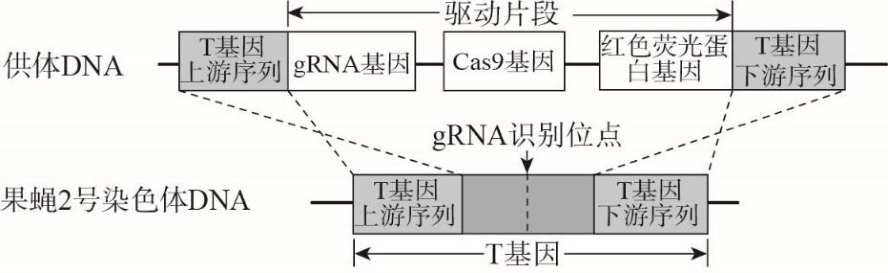 驱动片段
供体DNA
T基因
上游序列
gRNA基因
Cas9基因
红色荧光蛋
白基因
T基因
下游序列
gRNA识别位点
果蝇2号染色体DNA
T基因
上游序列
T基因
下游序列
T基因